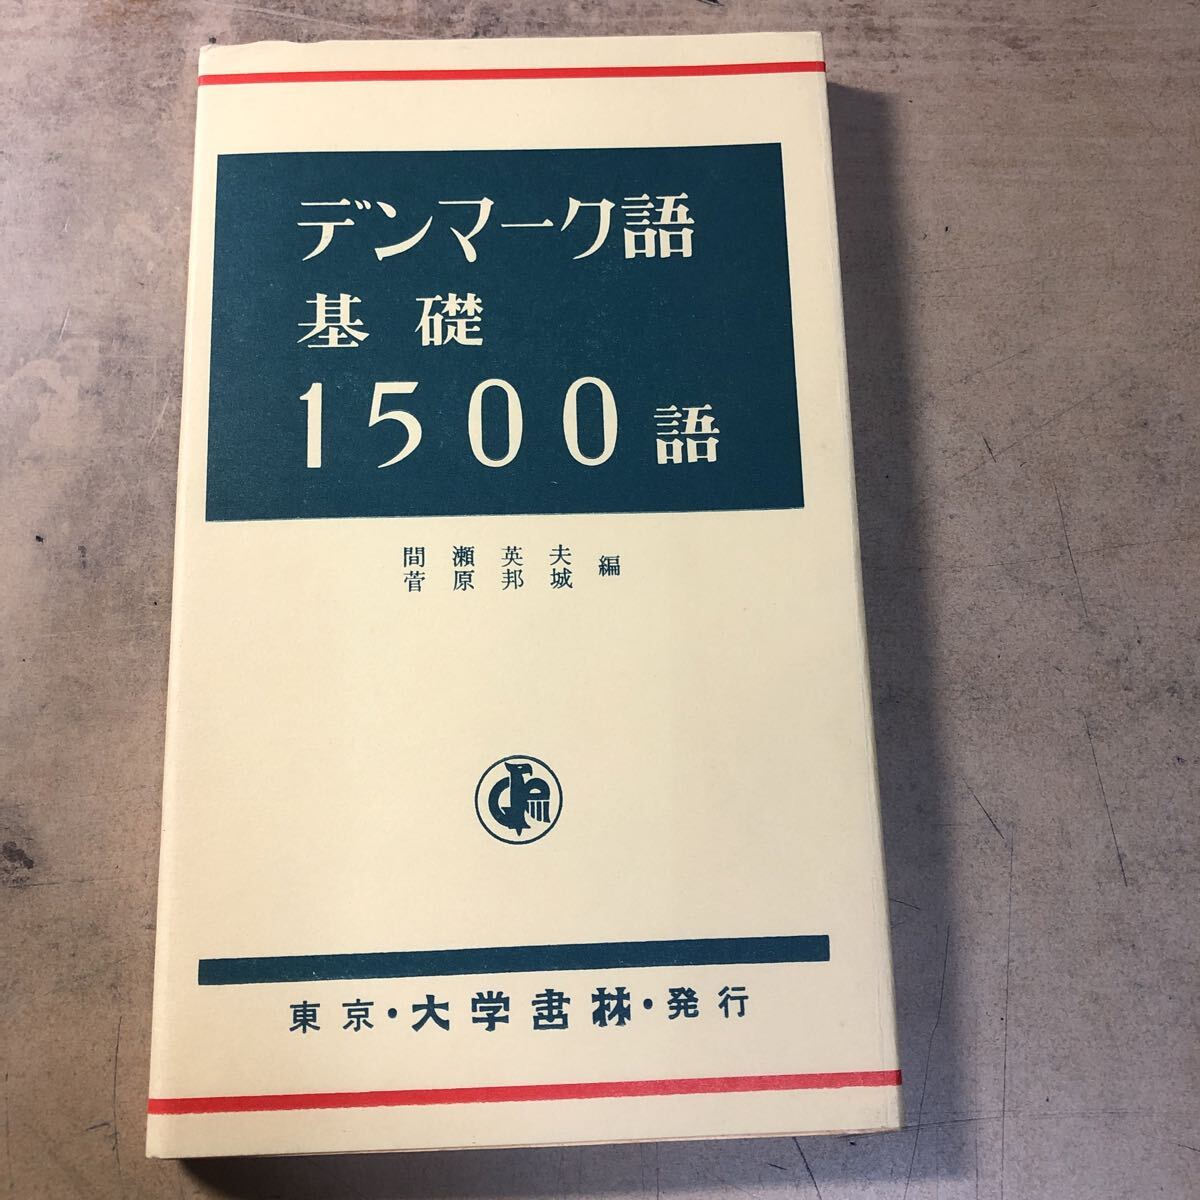 デンマーク語
基礎
1500語
間瀬英夫
菅原邦城
編
東京・大学書林・発行